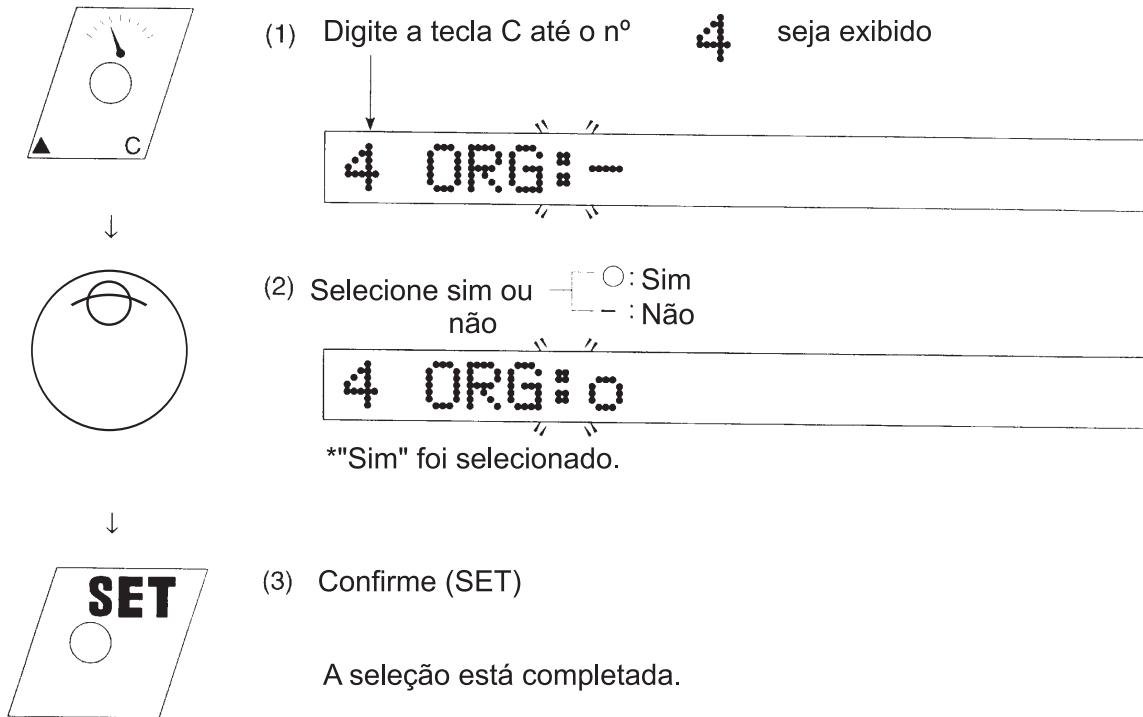 (1) Digite a tecla C até o nº 4 seja exibido
▲ C
4 ORG:-
(2) Selecione sim ou não
○: Sim
- : Não
4 ORG:o
*"Sim" foi selecionado.
SET
(3) Confirme (SET)
A seleção está completada.